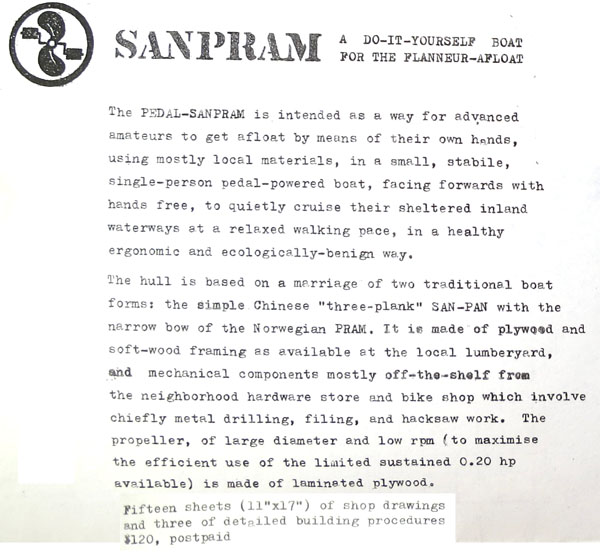 SANPRAM
A DO-IT-YOURSELF BOAT
FOR THE FLANNEUR-AFLOAT
The PEDAL-SANPRAM is intended as a way for advanced
amateurs to get afloat by means of their own hands,
using mostly local materials, in a small, stabile,
single-person pedal-powered boat, facing forwards with
hands free, to quietly cruise their sheltered inland
waterways at a relaxed walking pace, in a healthy
ergonomic and ecologically-benign way.
The hull is based on a marriage of two traditional boat
forms: the simple Chinese "three-plank" SAN-PAN with the
narrow bow of the Norwegian PRAM. It is made of plywood and
soft-wood framing as available at the local lumberyard,
and mechanical components mostly off-the-shelf from
the neighborhood hardware store and bike shop which involve
chiefly metal drilling, filing, and hacksaw work. The
propeller, of large diameter and low rpm (to maximise
the efficient use of the limited sustained 0.20 hp
available) is made of laminated plywood.
Fifteen sheets (11"x17") of shop drawings
and three of detailed building procedures
$120, postpaid